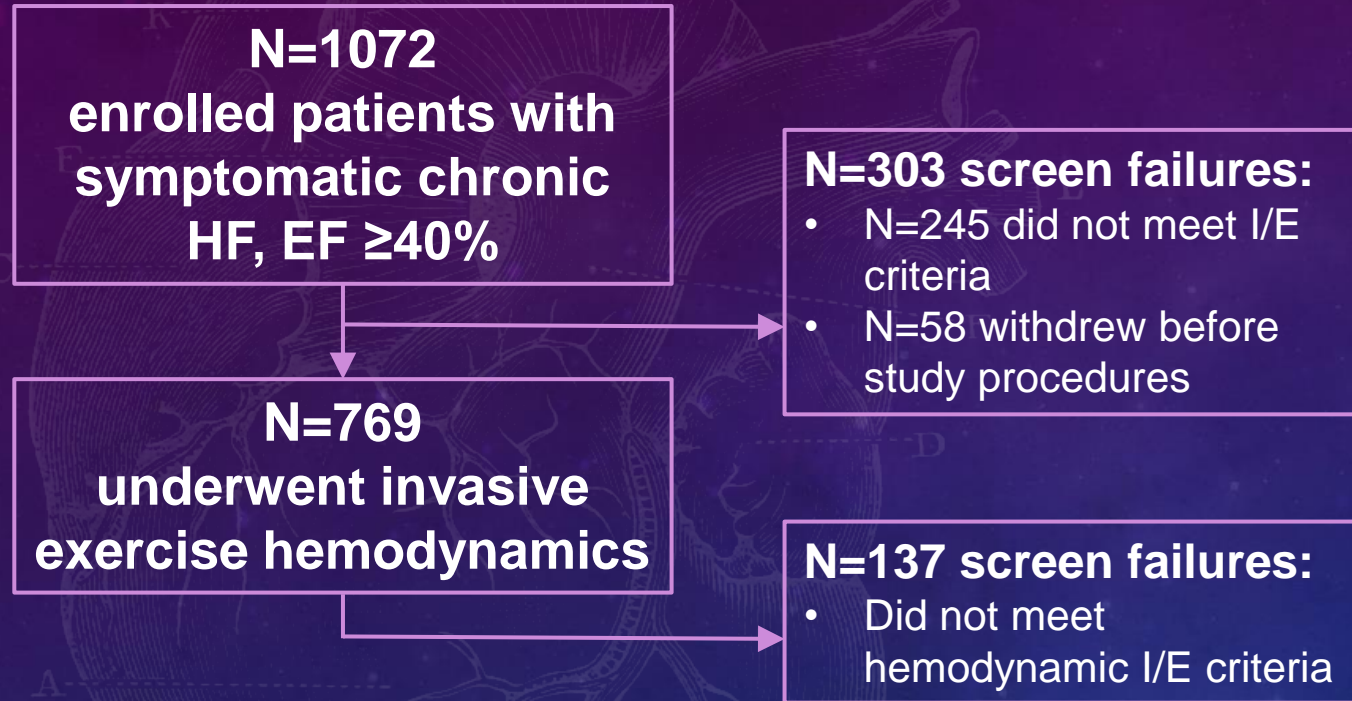 N=1072
enrolled patients with
symptomatic chronic
HF, EF ≥40%
N=303 screen failures:
• N=245 did not meet I/E
criteria
• N=58 withdrew before
study procedures
N=769
underwent invasive
exercise hemodynamics
N=137 screen failures:
• Did not meet
hemodynamic I/E criteria
K
F
D
A